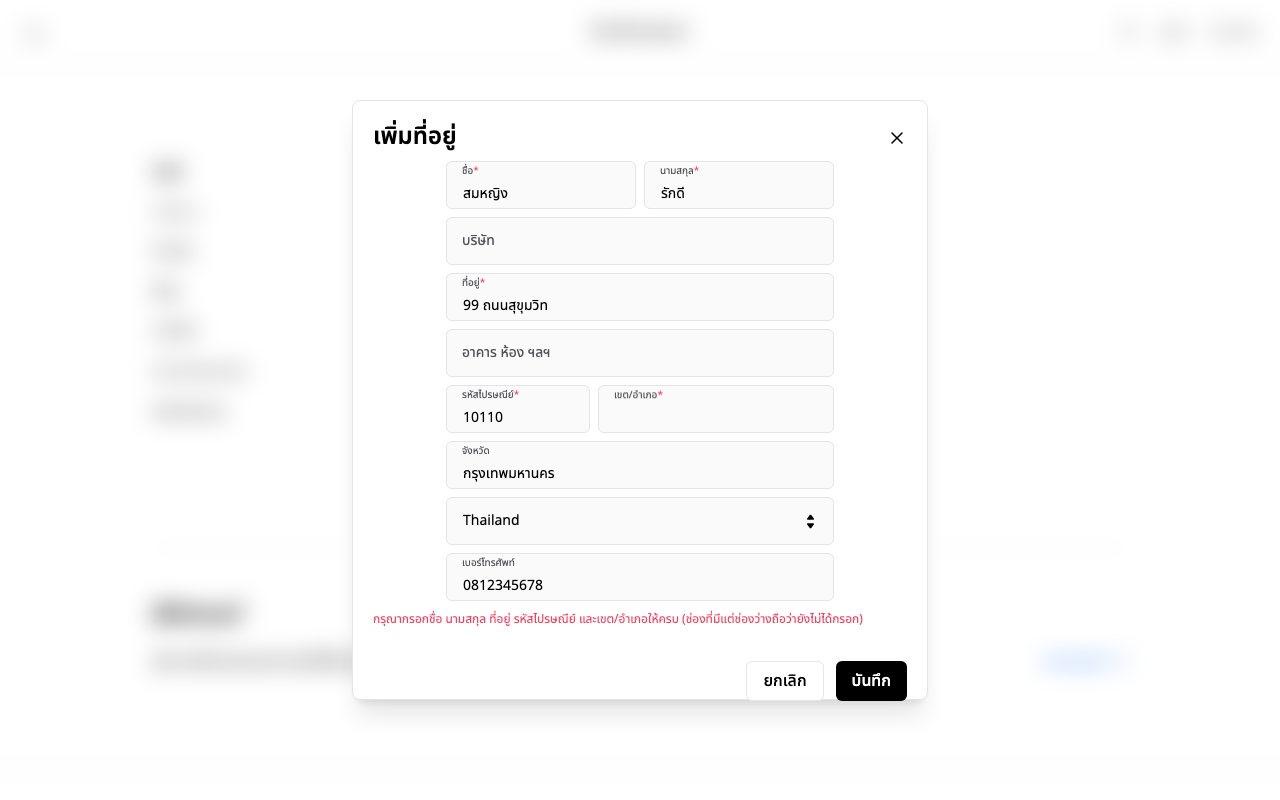 เพิ่มที่อยู่
ชื่อ* นามสกุล*
สมหญิง รักดี
บริษัท
ที่อยู่*
99 ถนนสุขุมวิท
อาคาร ห้อง ฯลฯ
รหัสไปรษณีย์* เขต/อำเภอ*
10110
จังหวัด
กรุงเทพมหานคร
Thailand
เบอร์โทรศัพท์
0812345678
กรุณากรอกชื่อ นามสกุล ที่อยู่ รหัสไปรษณีย์ และเขต/อำเภอให้ครบ (ช่องที่มีแต่ช่องว่างถือว่ายังไม่ได้กรอก)
ยกเลิก บันทึก